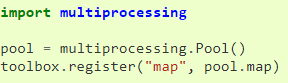 import multiprocessing
pool = multiprocessing.Pool()
toolbox.register("map", pool.map)